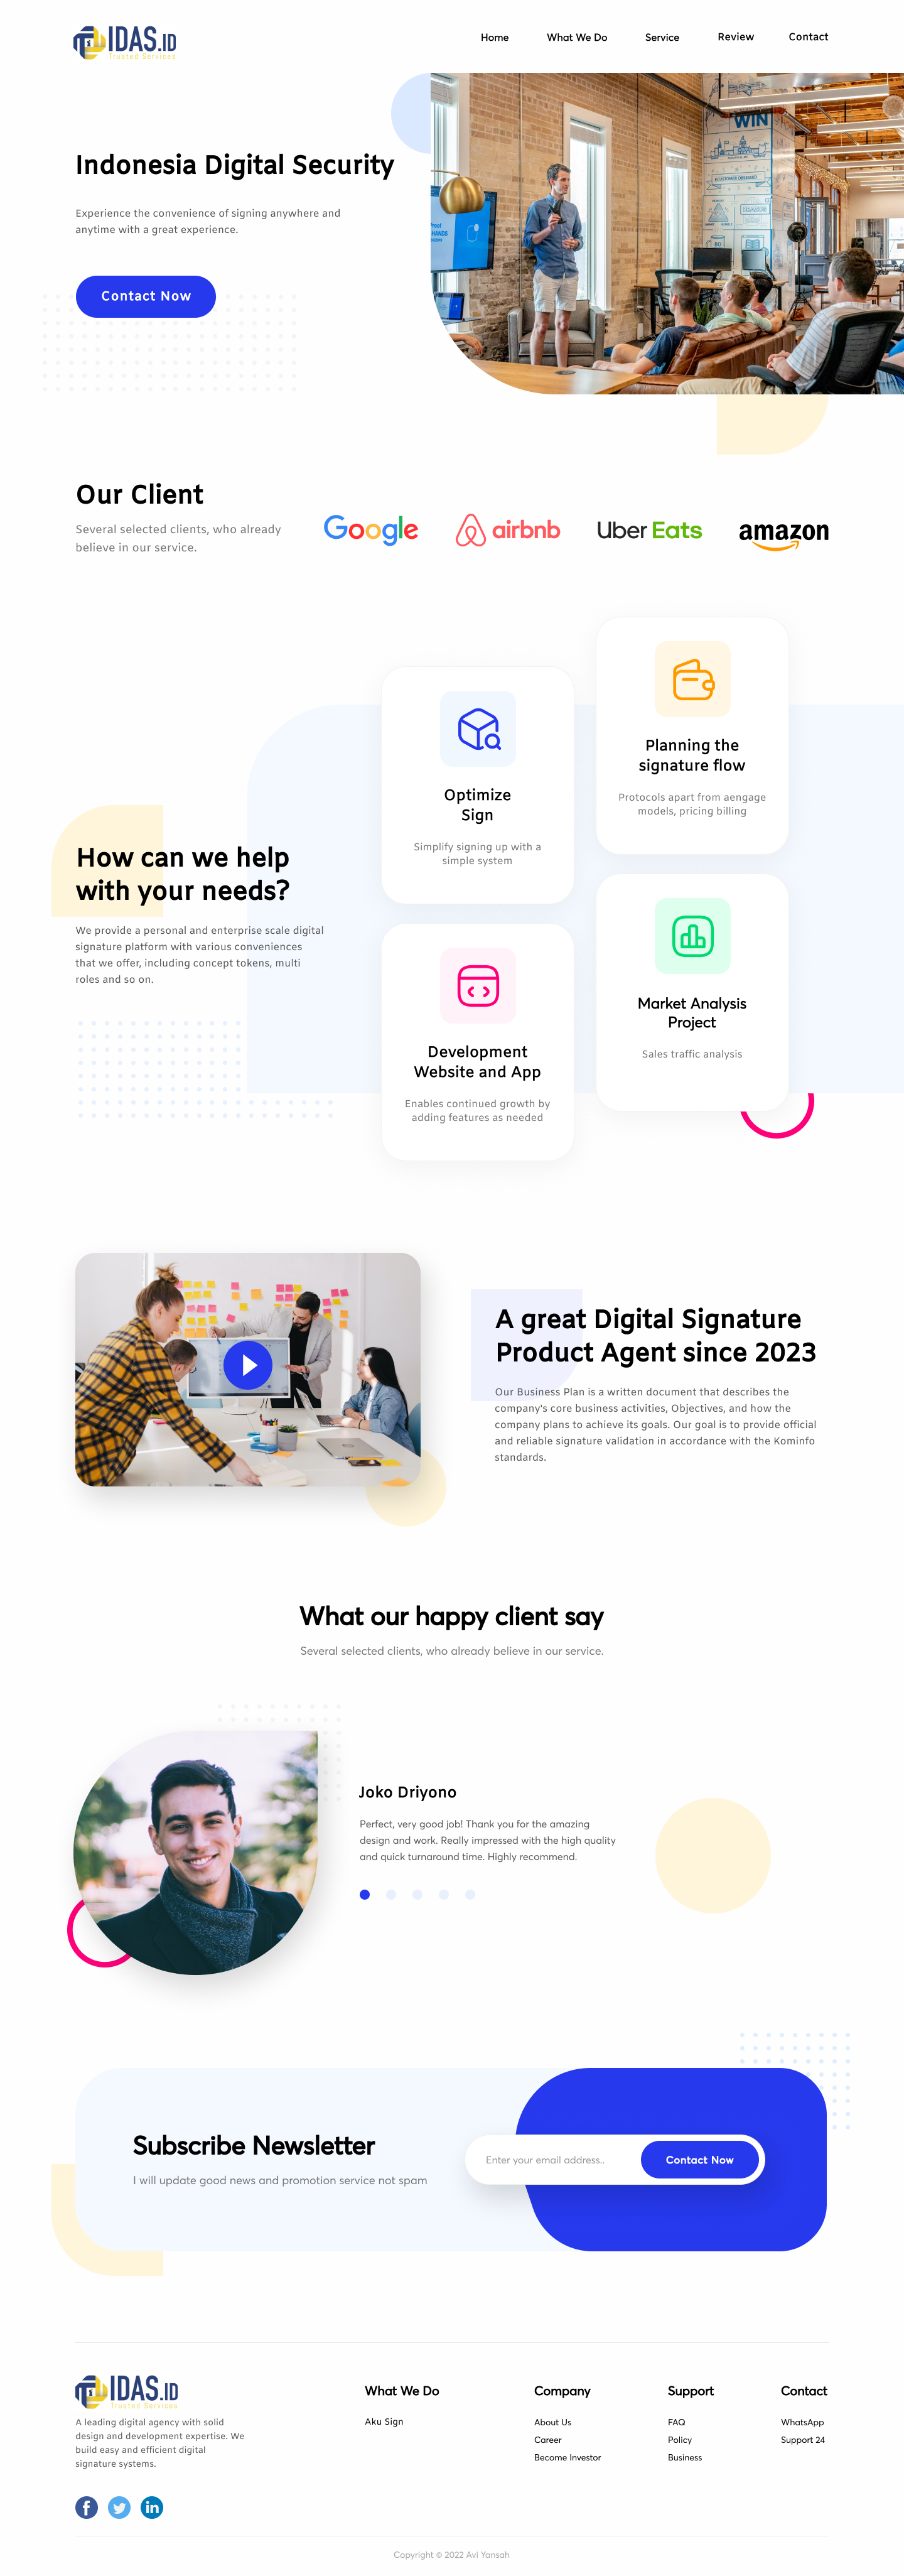 IDAS.ID
Trusted Services
Home
What We Do
Service
Review
Contact
WIN
Indonesia Digital Security
Experience the convenience of signing anywhere and
anytime with a great experience.
Contact Now
Our Client
Several selected clients, who already
believe in our service.
Google
airbnb
Uber Eats
amazon
Optimize
Sign
Simplify signing up with a
simple system
Planning the
signature flow
Protocols apart from aengage
models, pricing billing
How can we help
with your needs?
We provide a personal and enterprise scale digital
signature platform with various conveniences
that we offer, including concept tokens, multi
roles and so on.
Development
Website and App
Enables continued growth by
adding features as needed
Market Analysis
Project
Sales traffic analysis
A great Digital Signature
Product Agent since 2023
Our Business Plan is a written document that describes the
company's core business activities, Objectives, and how the
company plans to achieve its goals. Our goal is to provide official
and reliable signature validation in accordance with the Kominfo
standards.
What our happy client say
Several selected clients, who already believe in our service.
Joko Driyono
Perfect, very good job! Thank you for the amazing
design and work. Really impressed with the high quality
and quick turnaround time. Highly recommend.
Subscribe Newsletter
I will update good news and promotion service not spam
Enter your email address..
Contact Now
IDAS.ID
Trusted Services
A leading digital agency with solid
design and development expertise. We
build easy and efficient digital
signature systems.
What We Do
Aku Sign
Company
About Us
Career
Become Investor
Support
FAQ
Policy
Business
Contact
WhatsApp
Support 24
Copyright © 2022 Avi Yansah